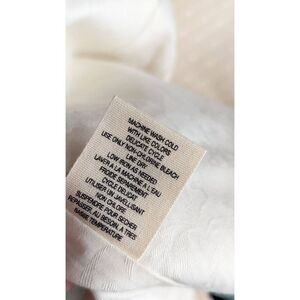 MACHINE WASH COLD
WITH LIKE COLORS
DELICATE CYCLE
USE ONLY NON-CHLORINE BLEACH
LINE DRY
LOW IRON AS NEEDED
LAVER A LA MACHINE A L'EAU
FROIDE SEPAREMENT
CYCLE DELICAT
UTILISER UN JAVELLISANT
NON CHLORE
SUSPENDRE POUR SECHER
REPASSER, AU BESOIN, A TRES
BASSE TEMPERATURE